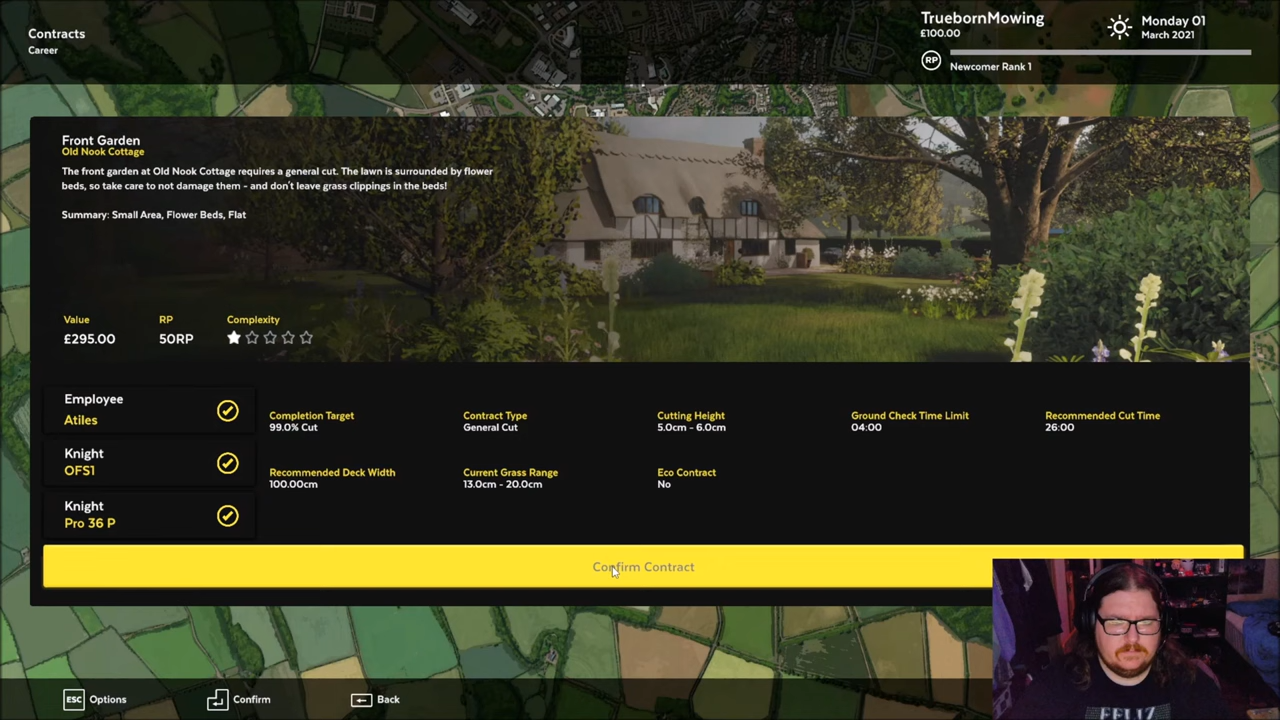 Contracts
Career
TruebornMowing
£100.00
Monday 01
March 2021
RP
Newcomer Rank 1
Front Garden
Old Nook Cottage
The front garden at Old Nook Cottage requires a general cut. The lawn is surrounded by flower
beds, so take care to not damage them - and don't leave grass clippings in the beds!
Summary: Small Area, Flower Beds, Flat
Value
RP
Complexity
£295.00
50RP
Employee
Atiles
Knight
OFS1
Knight
Pro 36 P
Completion Target
99.0% Cut
Contract Type
General Cut
Cutting Height
5.0cm - 6.0cm
Ground Check Time Limit
04:00
Recommended Cut Time
26:00
Recommended Deck Width
100.00cm
Current Grass Range
13.0cm - 20.0cm
Eco Contract
No
Confirm Contract
ESC Options
Confirm
Back
FELIZ